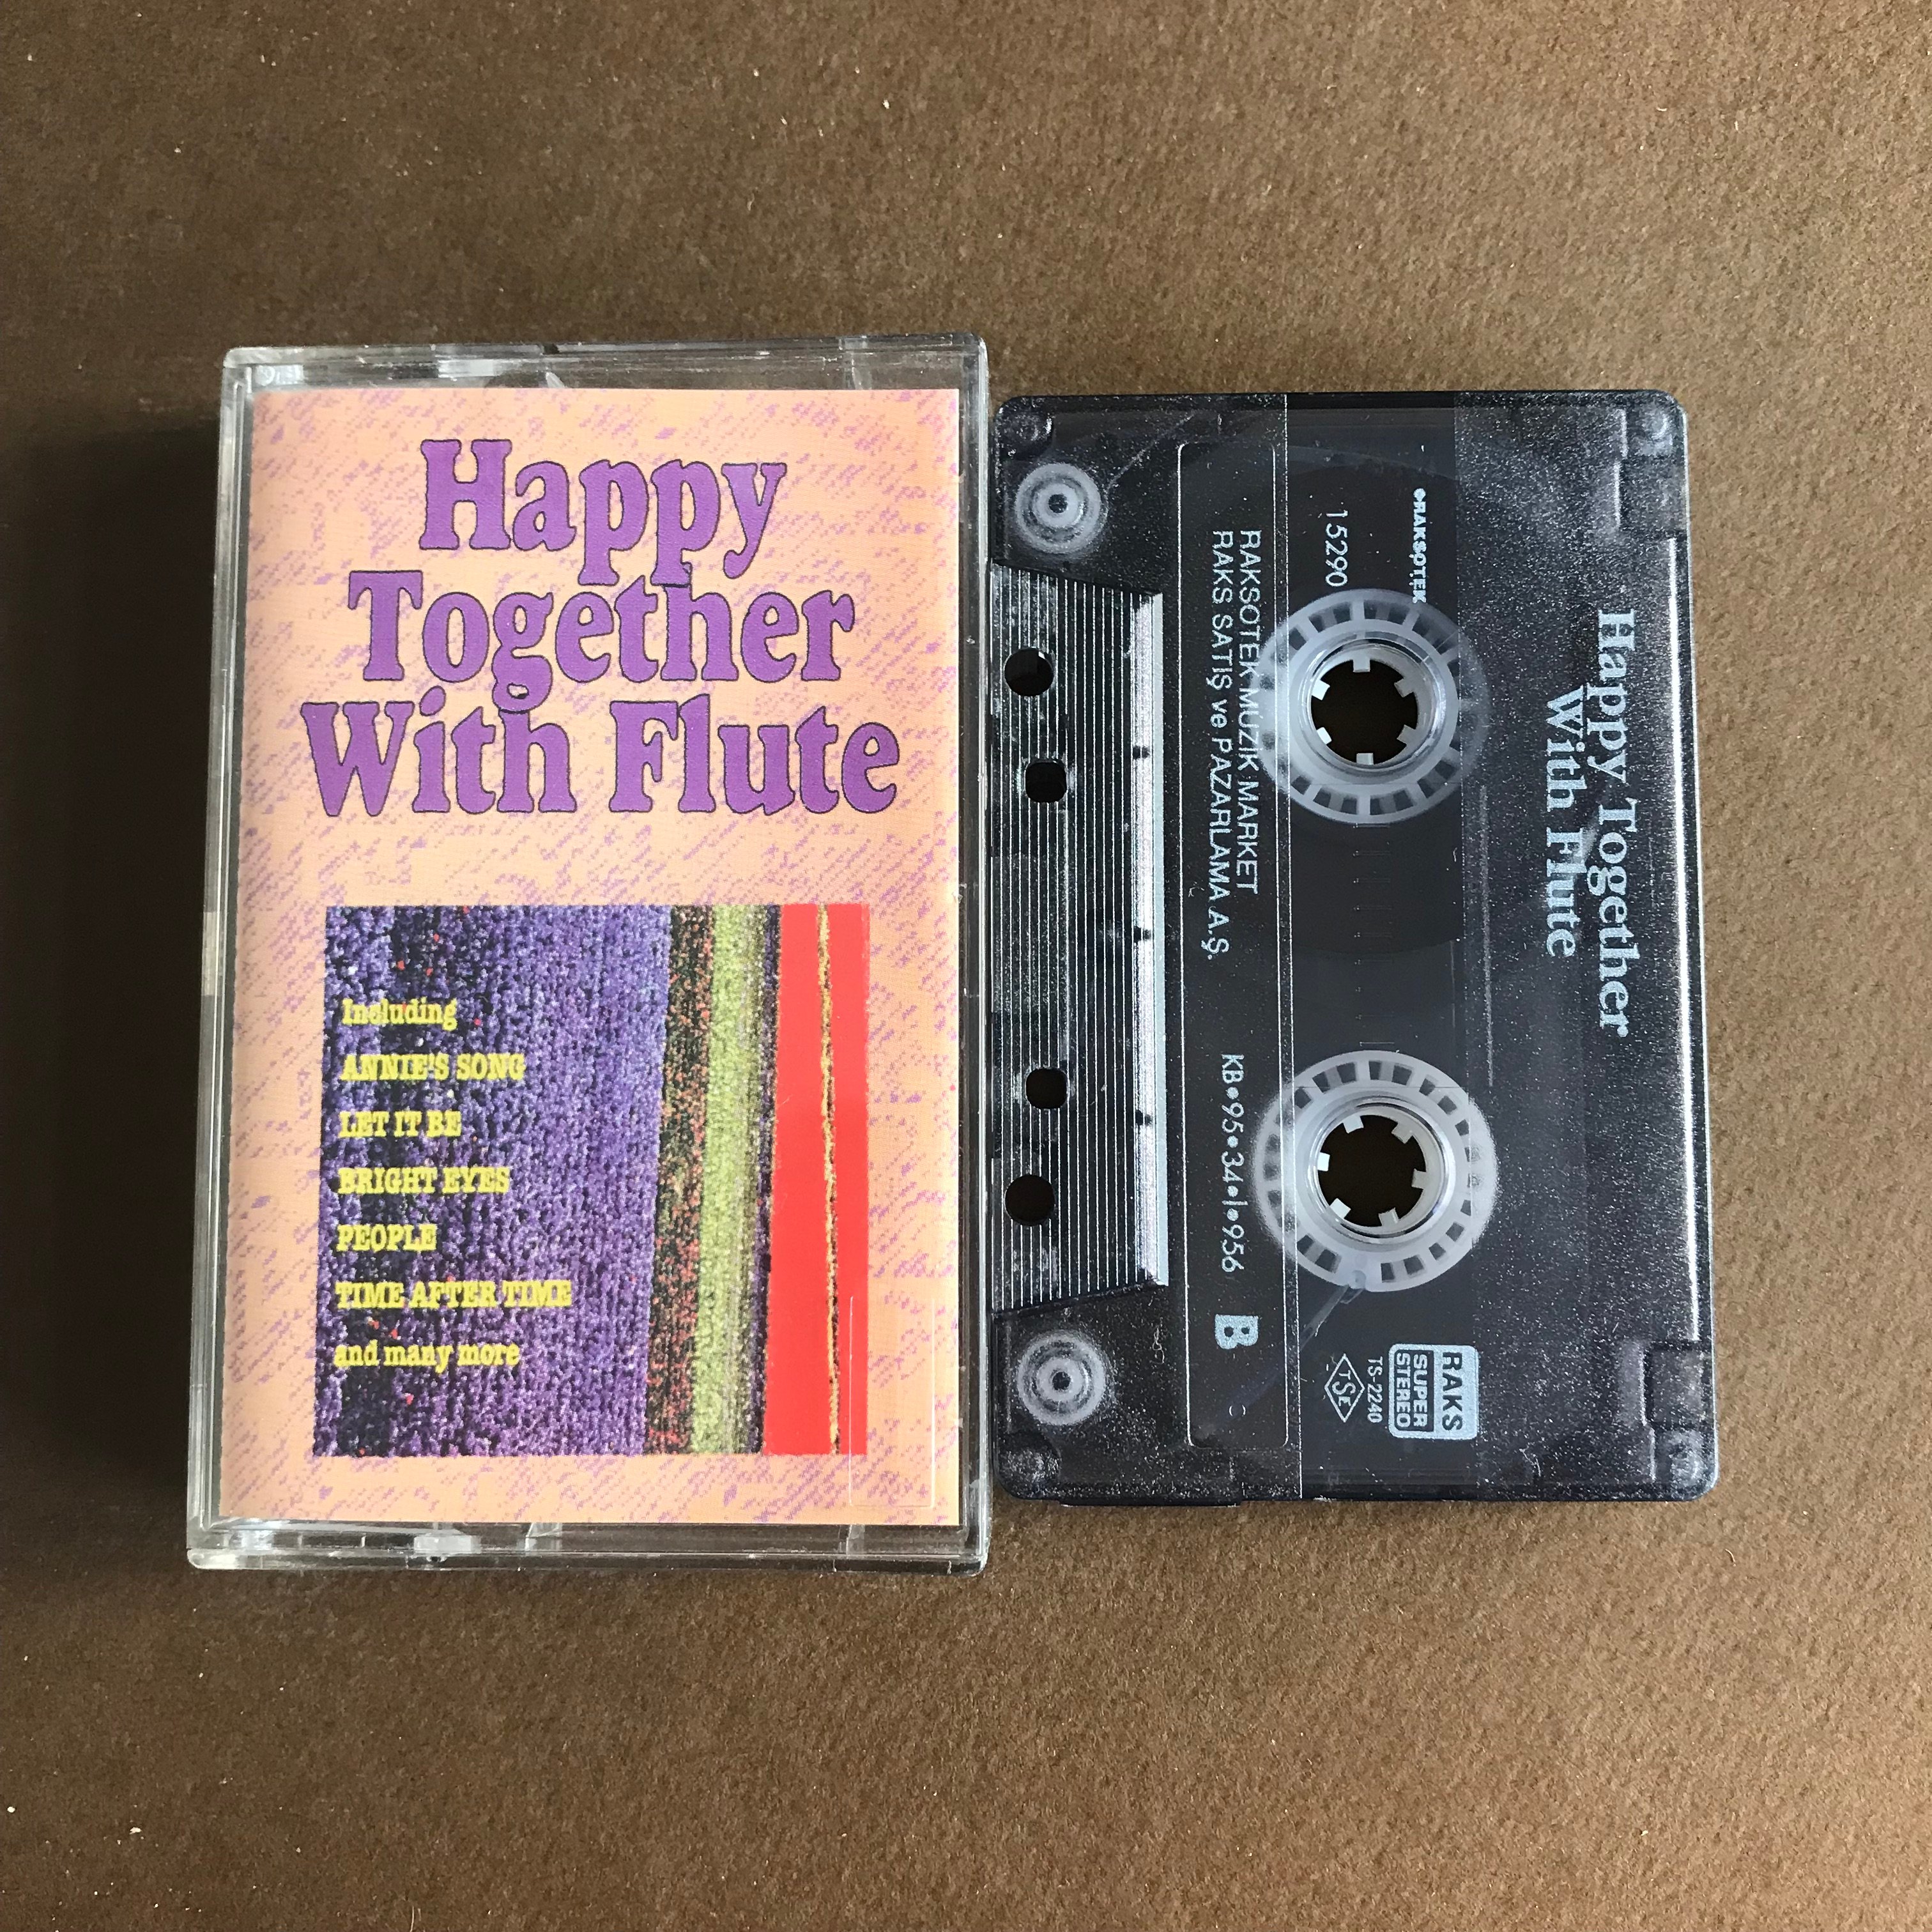 Happy
Together
With Flute
Including
ANNIE'S SONG
LET IT BE
BRIGHT EYES
PEOPLE
TIME AFTER TIME
and many more
Happy Together
With Flute
RAKSOTEK
15290
RAKS
SUPER
STEREO
TS-2240
TSE
RAKSOTEK MÜZİK MARKET
RAKS SATIŞ ve PAZARLAMA A.Ş.
KB•95•34•1•956
B